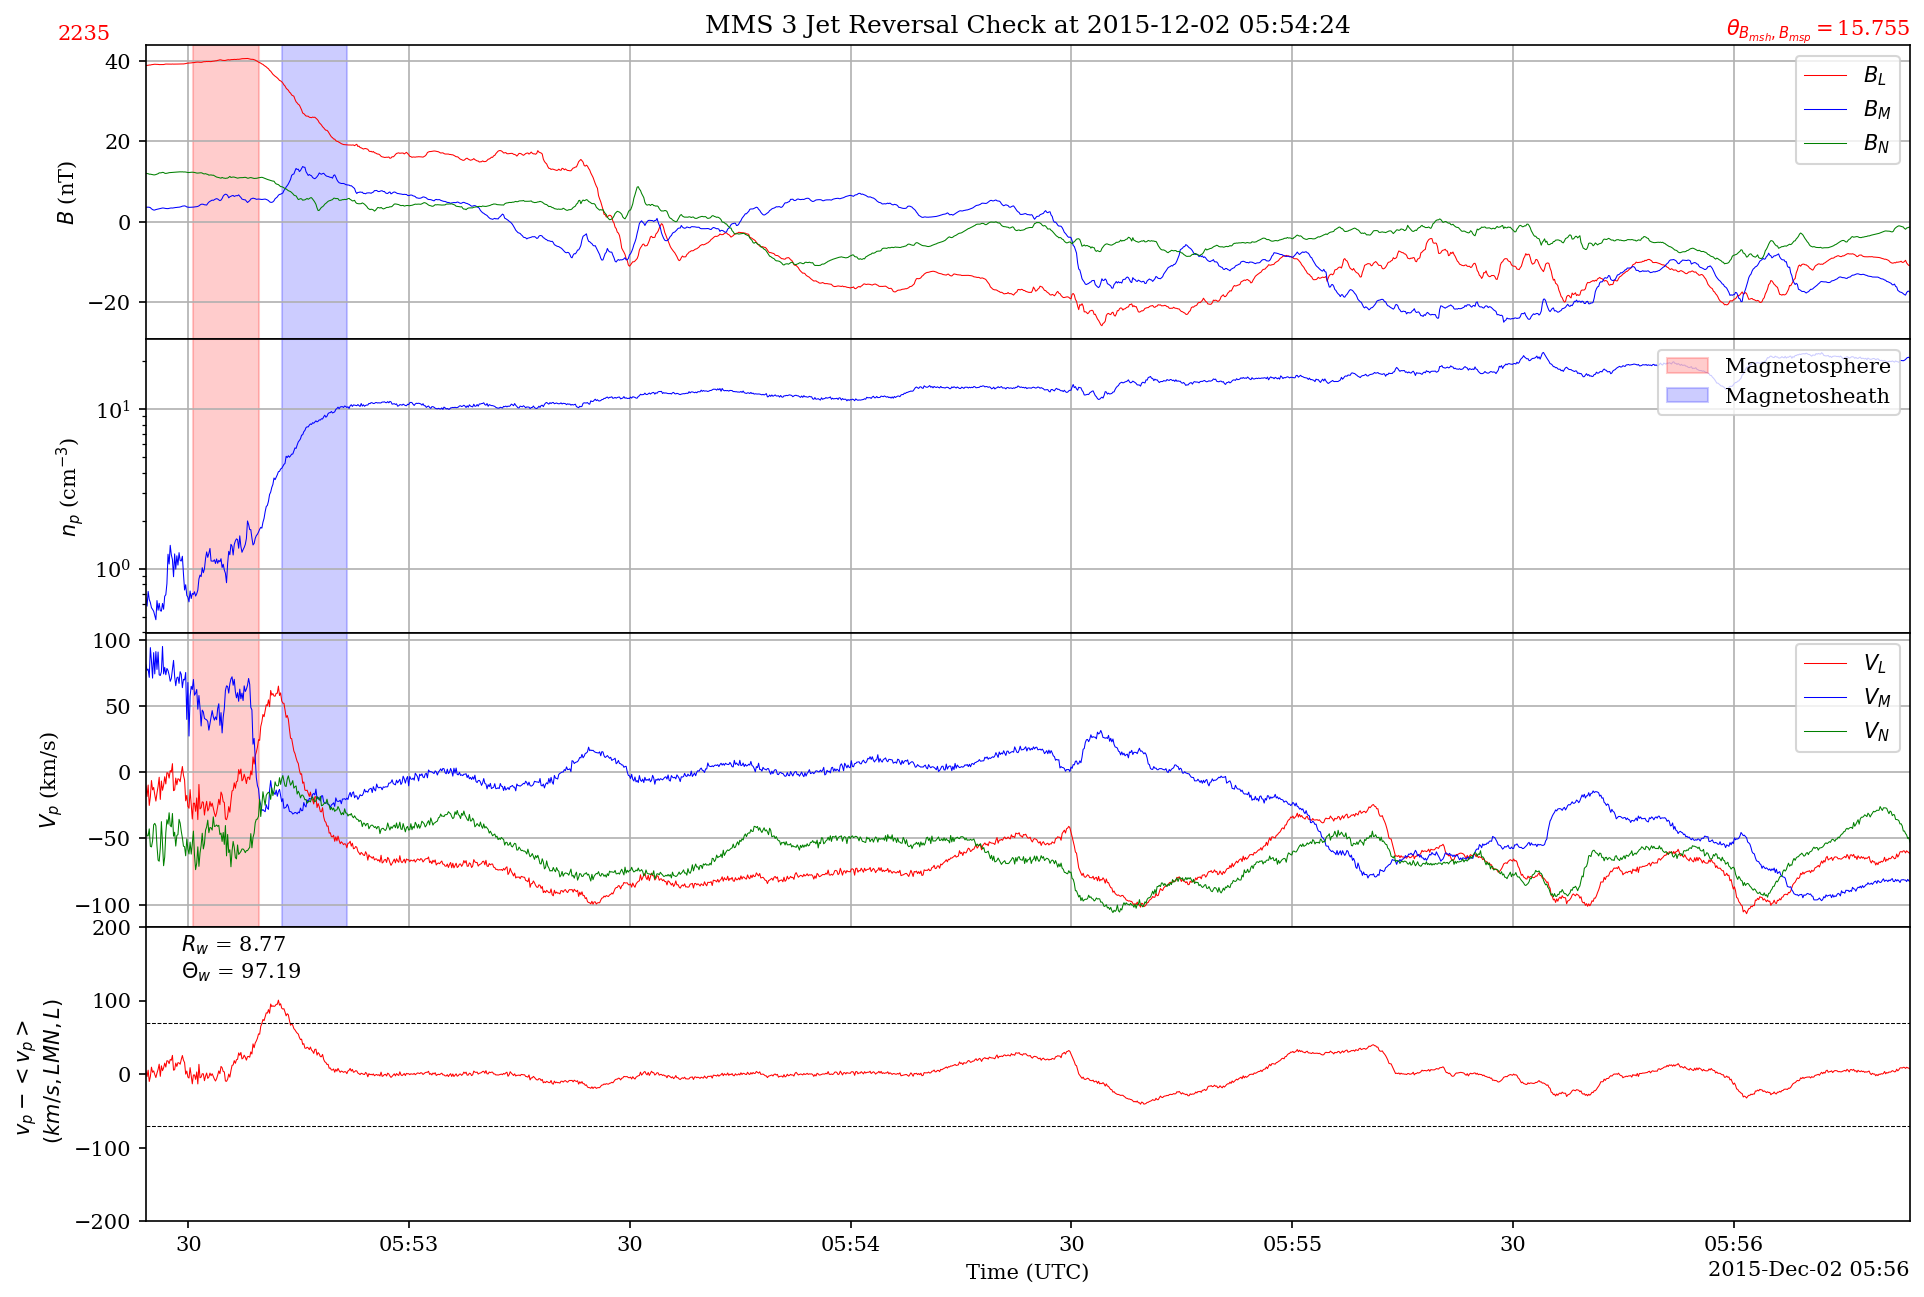 MMS 3 Jet Reversal Check at 2015-12-02 05:54:24
2235
θ_{B_{msh}, B_{msp}} = 15.755
40
20
0
−20
B (nT)
B_L
B_M
B_N
10^1
10^0
n_p (cm^{−3})
Magnetosphere
Magnetosheath
100
50
0
−50
−100
V_p (km/s)
V_L
V_M
V_N
200
100
0
−100
−200
v_p − < v_p >
(km/s, LMN, L)
R_w = 8.77
Θ_w = 97.19
30 05:53 30 05:54 30 05:55 30 05:56
Time (UTC)
2015-Dec-02 05:56